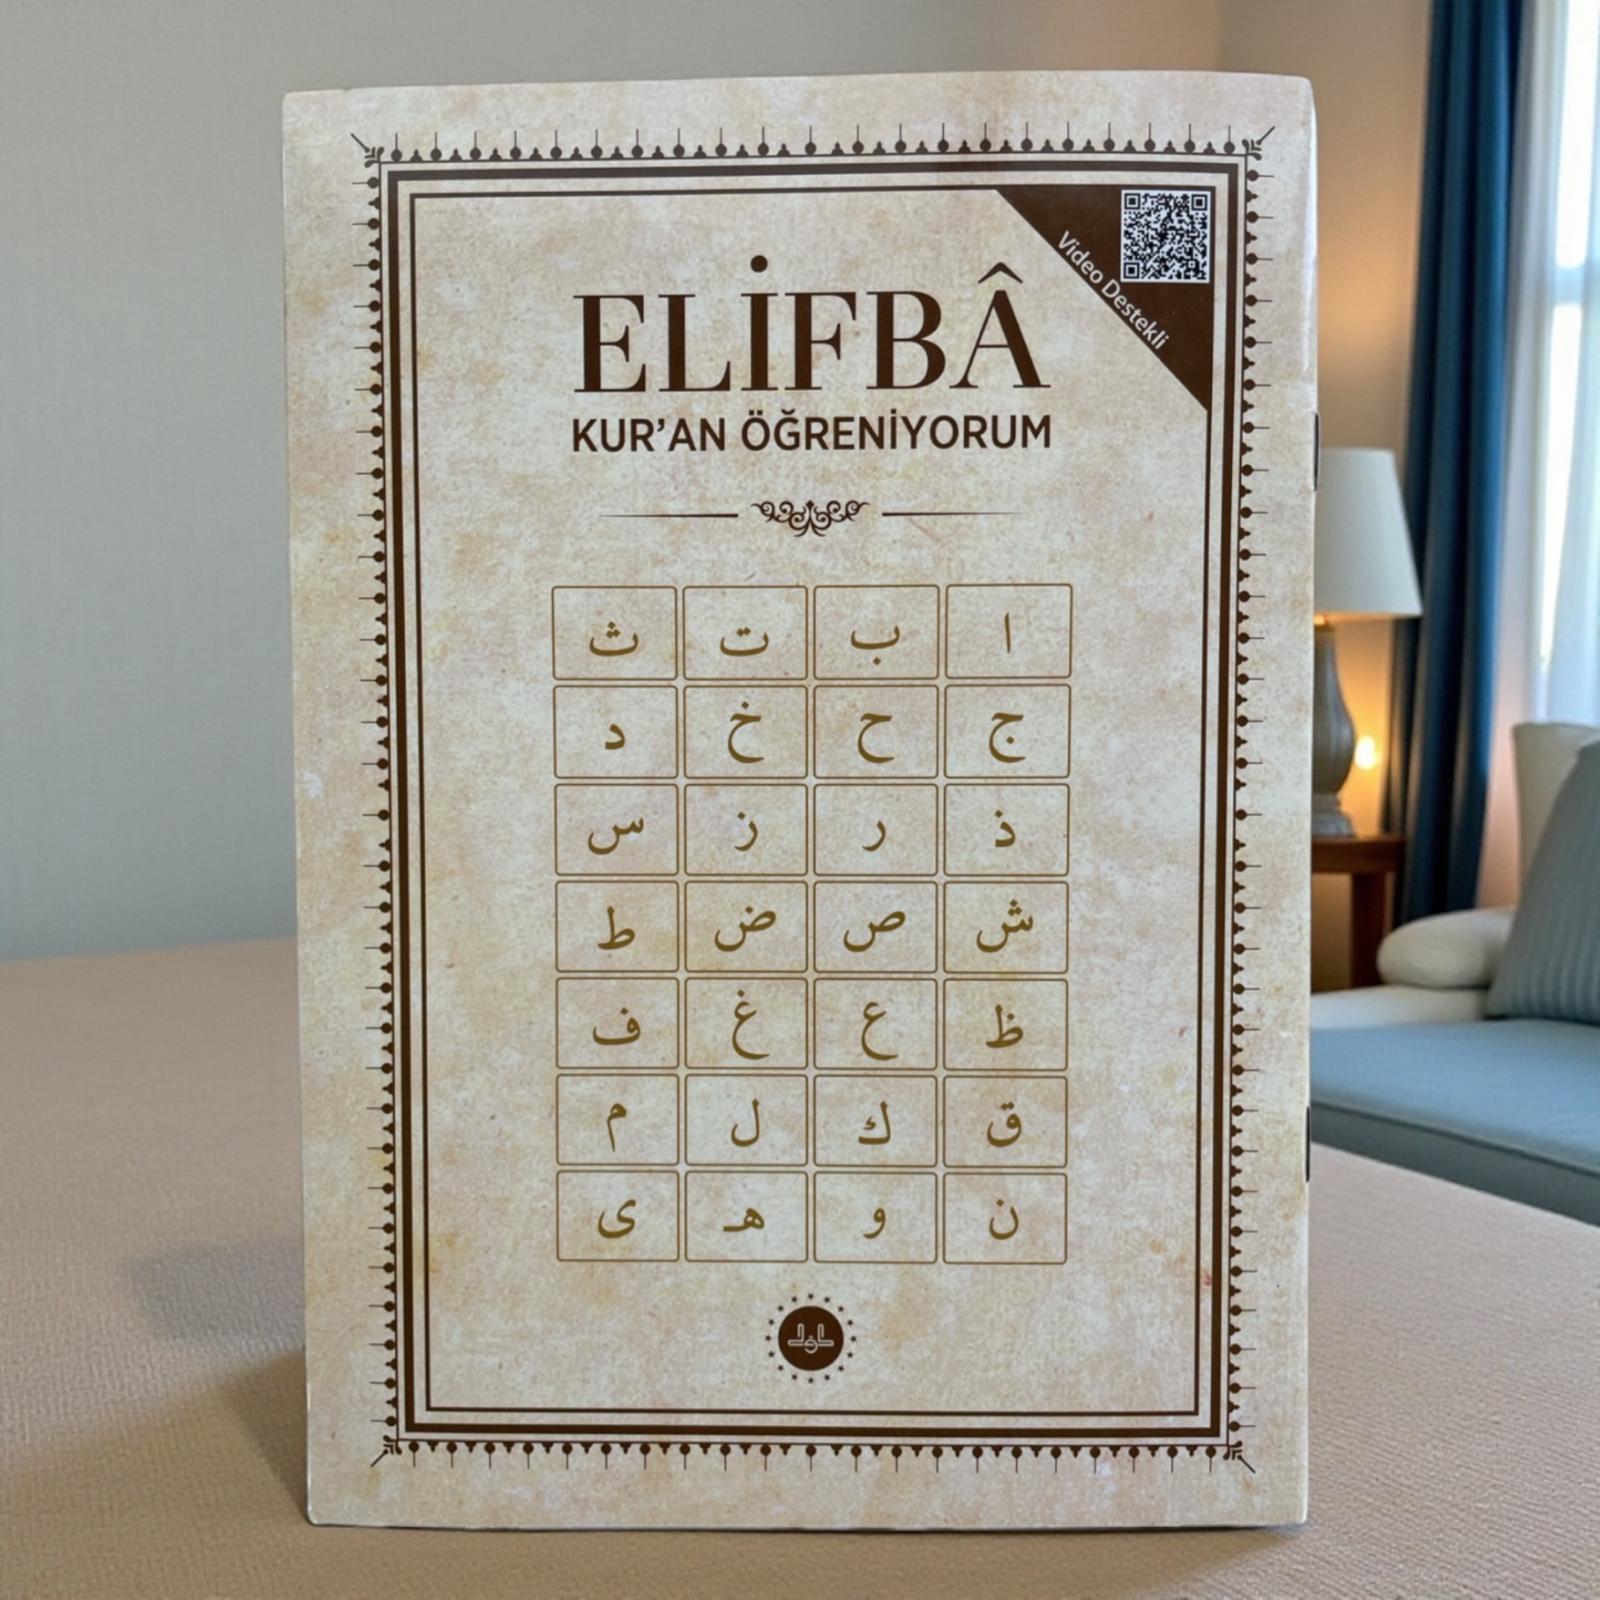 Video Destekli
ELİFBÂ
KUR’AN ÖĞRENİYORUM
ا ب ت ث
ج ح خ د
ذ ر ز س
ش ص ض ط
ظ ع غ ف
ق ك ل م
ن و هـ ى